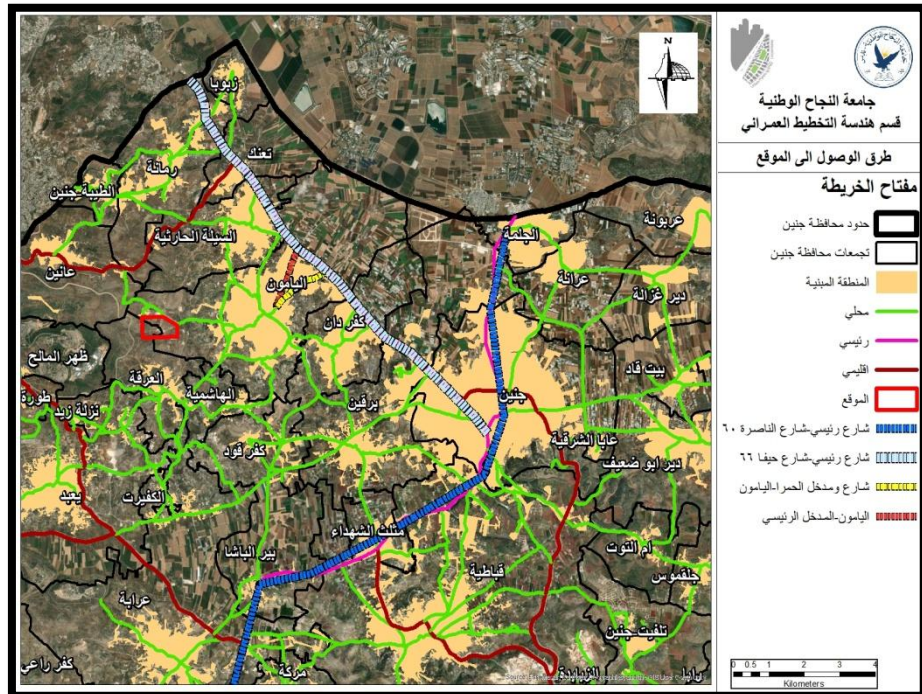 جامعة النجاح الوطنية
قسم هندسة التخطيط العمراني
طرق الوصول الى الموقع
مفتاح الخريطة
حدود محافظة جنين
تجمعات محافظة جنين
المنطقة المبنية
محلي
رئيسي
اقليمي
الموقع
شارع رئيسي-شارع الناصرة ٦٠
شارع رئيسي-شارع حيفا ٦٦
شارع ومدخل الحمرا-اليامون
اليامون-المدخل الرئيسي
0 0.5 1 2 3 4
Kilometers
N
زبوبا
تعنك
رمانة
الطيبة-جنين
السيلة الحارثية
عانين
اليامون
كفر دان
الجلمة
عربونة
عرانة
دير غزالة
بيت قاد
جنين
ظهر المالح
العرقة
الهاشمية
برقين
طورة
نزلة زيد
كفر قود
عابا الشرقية
دير ابو ضعيف
يعبد
الكفيرت
مثلث الشهداء
بير الباشا
ام التوت
جلقموس
قباطية
عرابة
تلفيت-جنين
كفر راعي
مركة